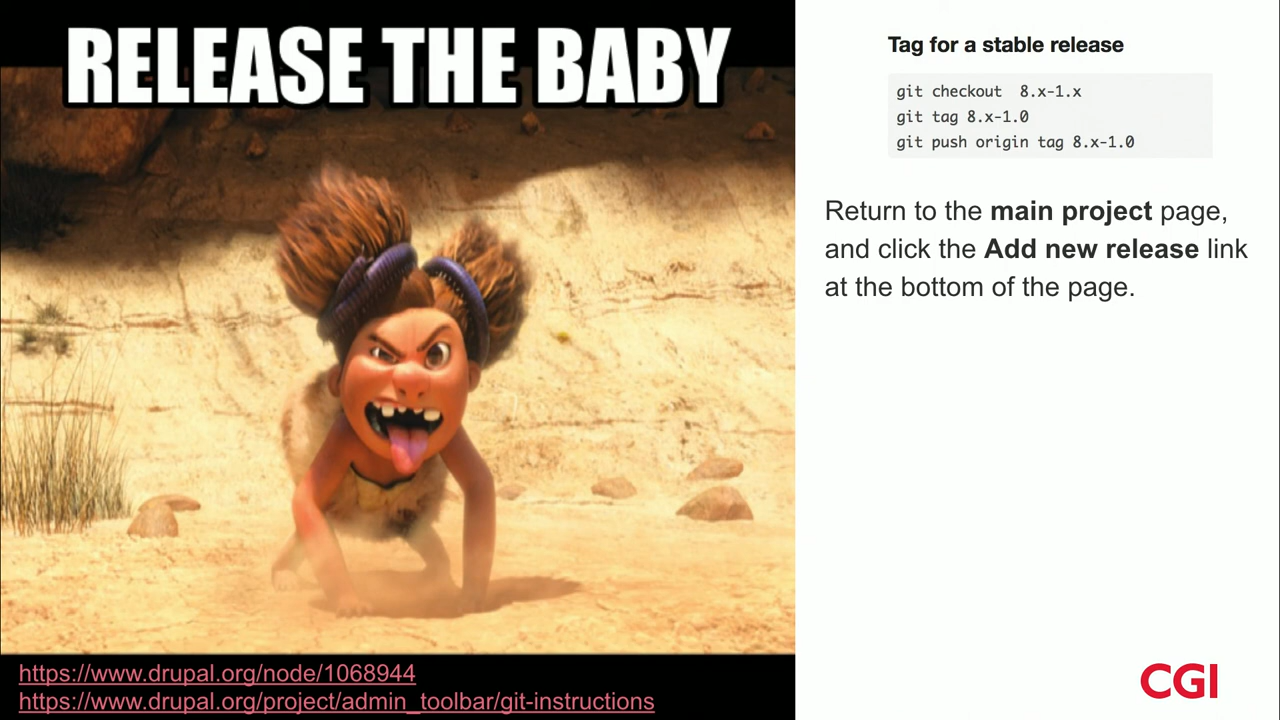 RELEASE THE BABY
https://www.drupal.org/node/1068944
https://www.drupal.org/project/admin_toolbar/git-instructions
Tag for a stable release
git checkout  8.x-1.x
git tag 8.x-1.0
git push origin tag 8.x-1.0
Return to the main project page,
and click the Add new release link
at the bottom of the page.
CGI